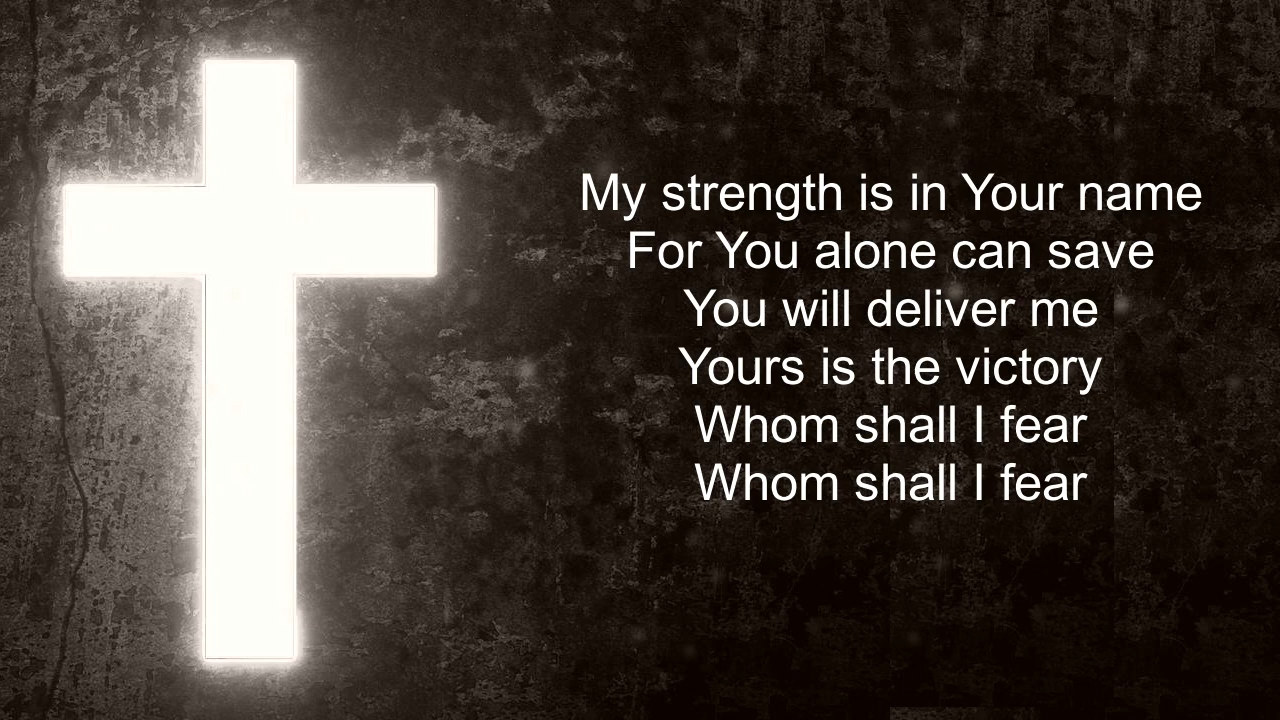 My strength is in Your name
For You alone can save
You will deliver me
Yours is the victory
Whom shall I fear
Whom shall I fear